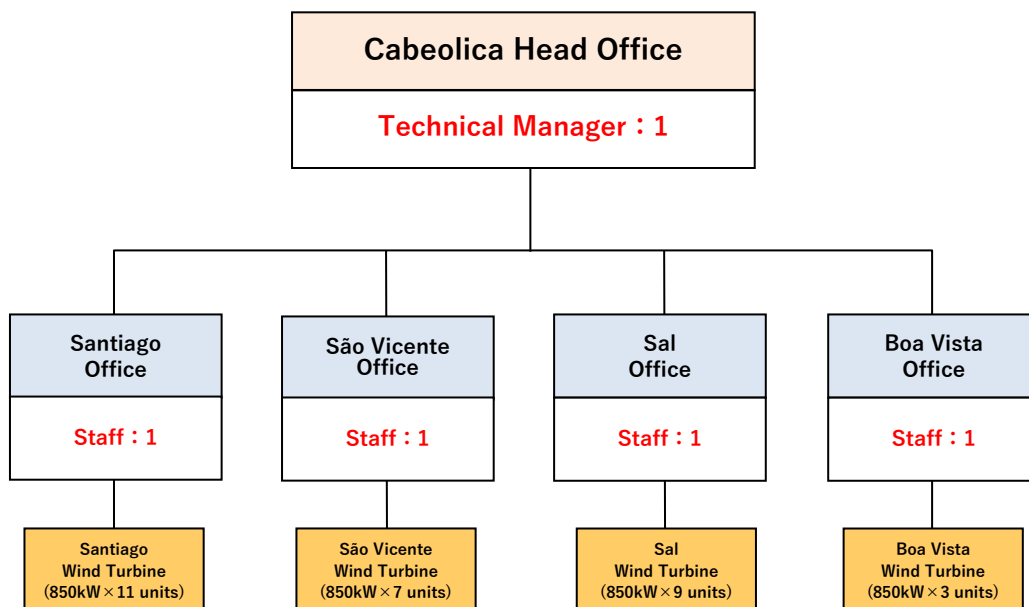 Cabeolica Head Office
Technical Manager：1
Santiago
Office
Staff：1
São Vicente
Office
Staff：1
Sal
Office
Staff：1
Boa Vista
Office
Staff：1
Santiago
Wind Turbine
(850kW×11 units)
São Vicente
Wind Turbine
(850kW×7 units)
Sal
Wind Turbine
(850kW×9 units)
Boa Vista
Wind Turbine
(850kW×3 units)